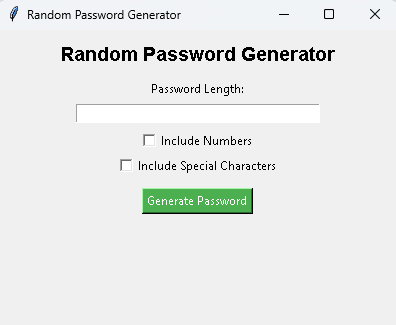 Random Password Generator
Random Password Generator
Password Length:
Include Numbers
Include Special Characters
Generate Password